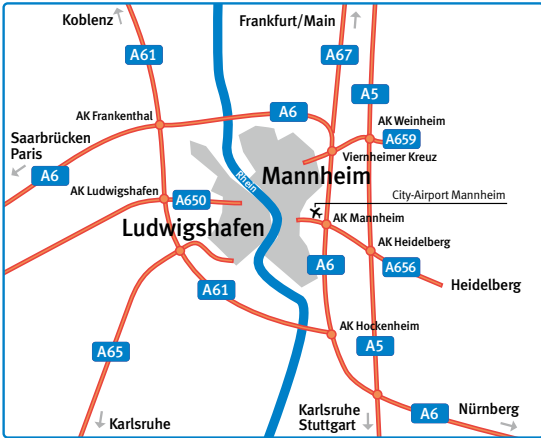 Koblenz
Frankfurt/Main
A61
A67
A5
A6
AK Frankenthal
AK Weinheim
A659
Saarbrücken
Paris
Viernheimer Kreuz
A6
Rhein
Mannheim
AK Ludwigshafen
A650
City-Airport Mannheim
AK Mannheim
Ludwigshafen
AK Heidelberg
A6
A656
Heidelberg
A61
AK Hockenheim
A65
A5
Karlsruhe
Karlsruhe
Stuttgart
A6
Nürnberg